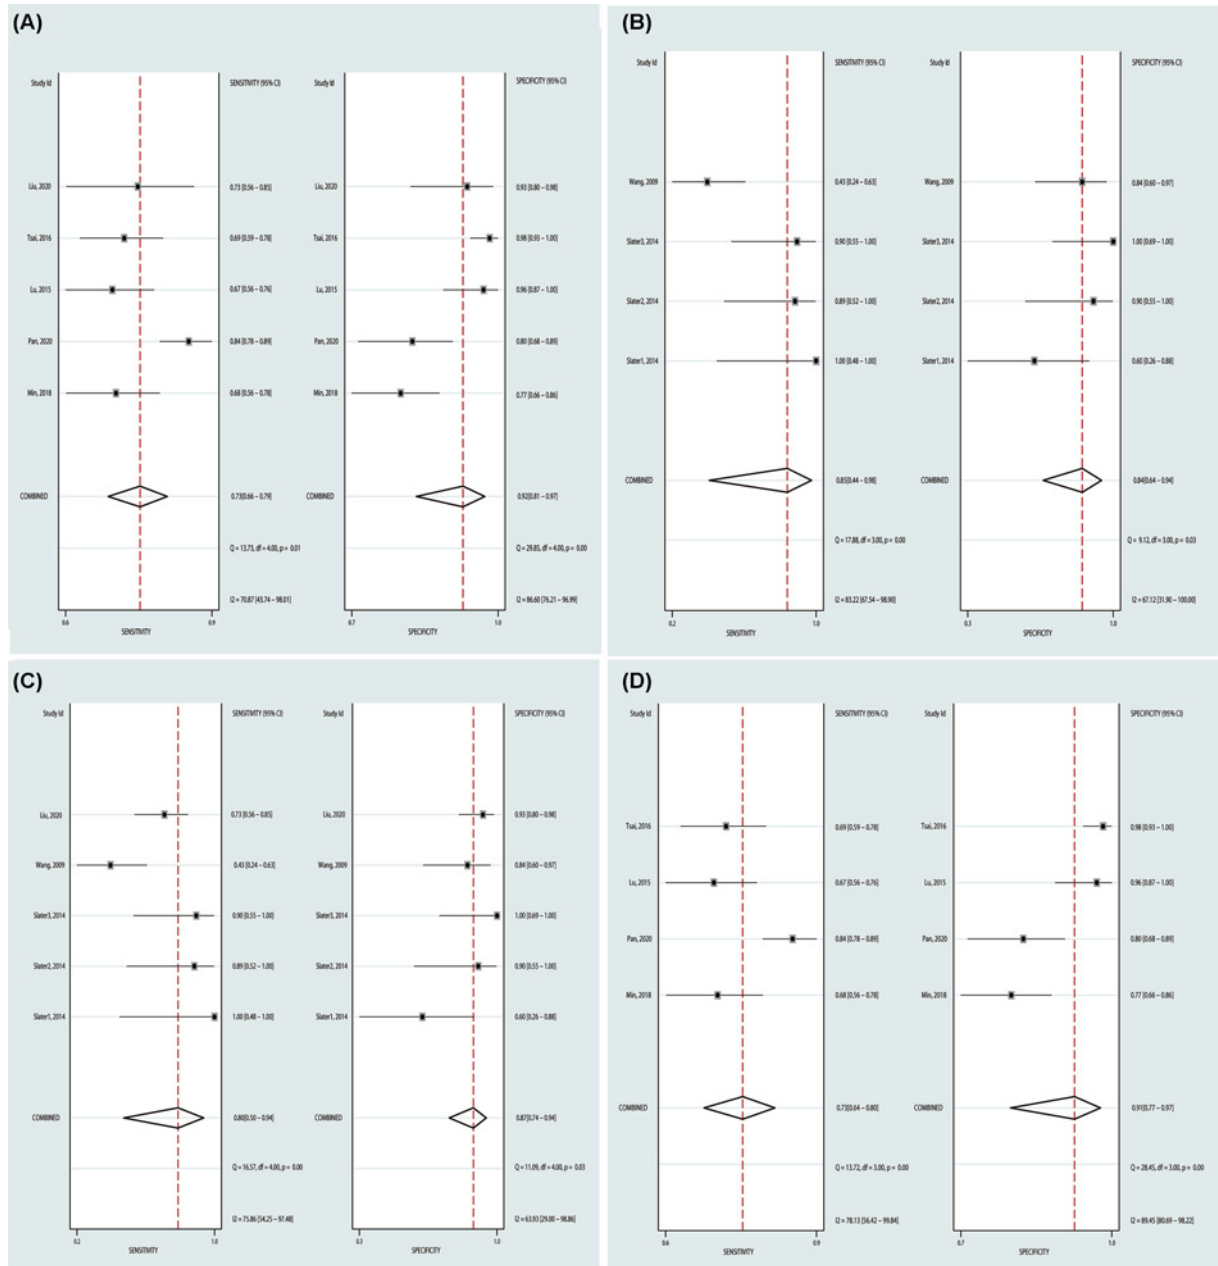 (A)
Study Id
SENSITIVITY (95% CI)
Liu, 2020
0.73 [0.56 – 0.85]
Tsai, 2016
0.69 [0.59 – 0.78]
Lu, 2015
0.67 [0.56 – 0.76]
Pan, 2020
0.84 [0.78 – 0.89]
Min, 2018
0.68 [0.56 – 0.78]
COMBINED
0.73[0.66 – 0.79]
Q = 13.73, df = 4.00, p = 0.01
I2 = 70.87 [43.74 – 98.01]
0.6
0.9
SENSITIVITY
Study Id
SPECIFICITY (95% CI)
Liu, 2020
0.93 [0.80 – 0.98]
Tsai, 2016
0.98 [0.93 – 1.00]
Lu, 2015
0.96 [0.87 – 1.00]
Pan, 2020
0.80 [0.68 – 0.89]
Min, 2018
0.77 [0.66 – 0.86]
COMBINED
0.92[0.81 – 0.97]
Q = 29.85, df = 4.00, p = 0.00
I2 = 86.60 [76.21 – 96.99]
0.7
1.0
SPECIFICITY
(B)
Study Id
SENSITIVITY (95% CI)
Wang, 2009
0.43 [0.24 – 0.63]
Slater3, 2014
0.90 [0.55 – 1.00]
Slater2, 2014
0.89 [0.52 – 1.00]
Slater1, 2014
1.00 [0.48 – 1.00]
COMBINED
0.85[0.44 – 0.98]
Q = 17.88, df = 3.00, p = 0.00
I2 = 83.22 [67.54 – 98.90]
0.2
1.0
SENSITIVITY
Study Id
SPECIFICITY (95% CI)
Wang, 2009
0.84 [0.60 – 0.97]
Slater3, 2014
1.00 [0.69 – 1.00]
Slater2, 2014
0.90 [0.55 – 1.00]
Slater1, 2014
0.60 [0.26 – 0.88]
COMBINED
0.84[0.64 – 0.94]
Q = 9.12, df = 3.00, p = 0.03
I2 = 67.12 [31.90 – 100.00]
0.3
1.0
SPECIFICITY
(C)
Study Id
SENSITIVITY (95% CI)
Liu, 2020
0.73 [0.56 – 0.85]
Wang, 2009
0.43 [0.24 – 0.63]
Slater3, 2014
0.90 [0.55 – 1.00]
Slater2, 2014
0.89 [0.52 – 1.00]
Slater1, 2014
1.00 [0.48 – 1.00]
COMBINED
0.80[0.50 – 0.94]
Q = 16.57, df = 4.00, p = 0.00
I2 = 75.86 [54.25 – 97.48]
0.2
1.0
SENSITIVITY
Study Id
SPECIFICITY (95% CI)
Liu, 2020
0.93 [0.80 – 0.98]
Wang, 2009
0.84 [0.60 – 0.97]
Slater3, 2014
1.00 [0.69 – 1.00]
Slater2, 2014
0.90 [0.55 – 1.00]
Slater1, 2014
0.60 [0.26 – 0.88]
COMBINED
0.87[0.74 – 0.94]
Q = 11.09, df = 4.00, p = 0.03
I2 = 63.93 [29.00 – 98.86]
0.3
1.0
SPECIFICITY
(D)
Study Id
SENSITIVITY (95% CI)
Tsai, 2016
0.69 [0.59 – 0.78]
Lu, 2015
0.67 [0.56 – 0.76]
Pan, 2020
0.84 [0.78 – 0.89]
Min, 2018
0.68 [0.56 – 0.78]
COMBINED
0.73[0.64 – 0.80]
Q = 13.72, df = 3.00, p = 0.00
I2 = 78.13 [56.42 – 99.84]
0.6
0.9
SENSITIVITY
Study Id
SPECIFICITY (95% CI)
Tsai, 2016
0.98 [0.93 – 1.00]
Lu, 2015
0.96 [0.87 – 1.00]
Pan, 2020
0.80 [0.68 – 0.89]
Min, 2018
0.77 [0.66 – 0.86]
COMBINED
0.91[0.77 – 0.97]
Q = 28.45, df = 3.00, p = 0.00
I2 = 89.45 [80.69 – 98.22]
0.7
1.0
SPECIFICITY